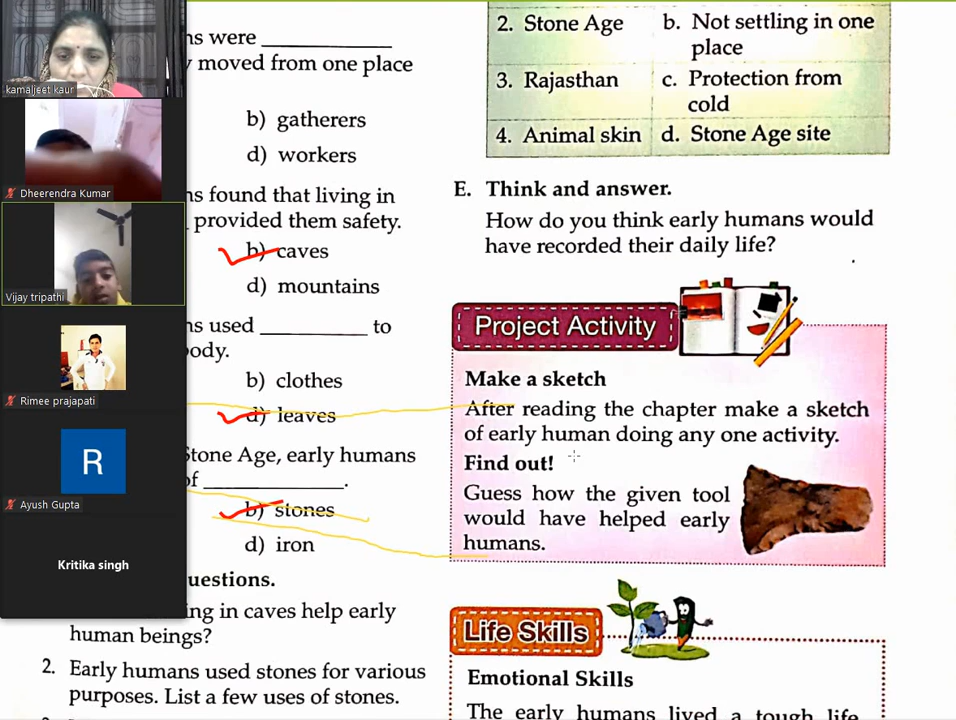 kamaljeet kaur
Dheerendra Kumar
Vijay tripathi
Rimee prajapati
R
Ayush Gupta
Kritika singh
ns were ____________
moved from one place
b) gatherers
d) workers
ns found that living in
_ provided them safety.
b) caves
d) mountains
ns used ____________ to
ody.
b) clothes
d) leaves
Stone Age, early humans
of ________________.
b) stones
d) iron
uestions.
ing in caves help early
human beings?
2. Early humans used stones for various
purposes. List a few uses of stones.
2. Stone Age b. Not settling in one
place
3. Rajasthan c. Protection from
cold
4. Animal skin d. Stone Age site
E. Think and answer.
How do you think early humans would
have recorded their daily life?
Project Activity
Make a sketch
After reading the chapter make a sketch
of early human doing any one activity.
Find out!
Guess how the given tool
would have helped early
humans.
Life Skills
Emotional Skills
The early humans lived a tough life